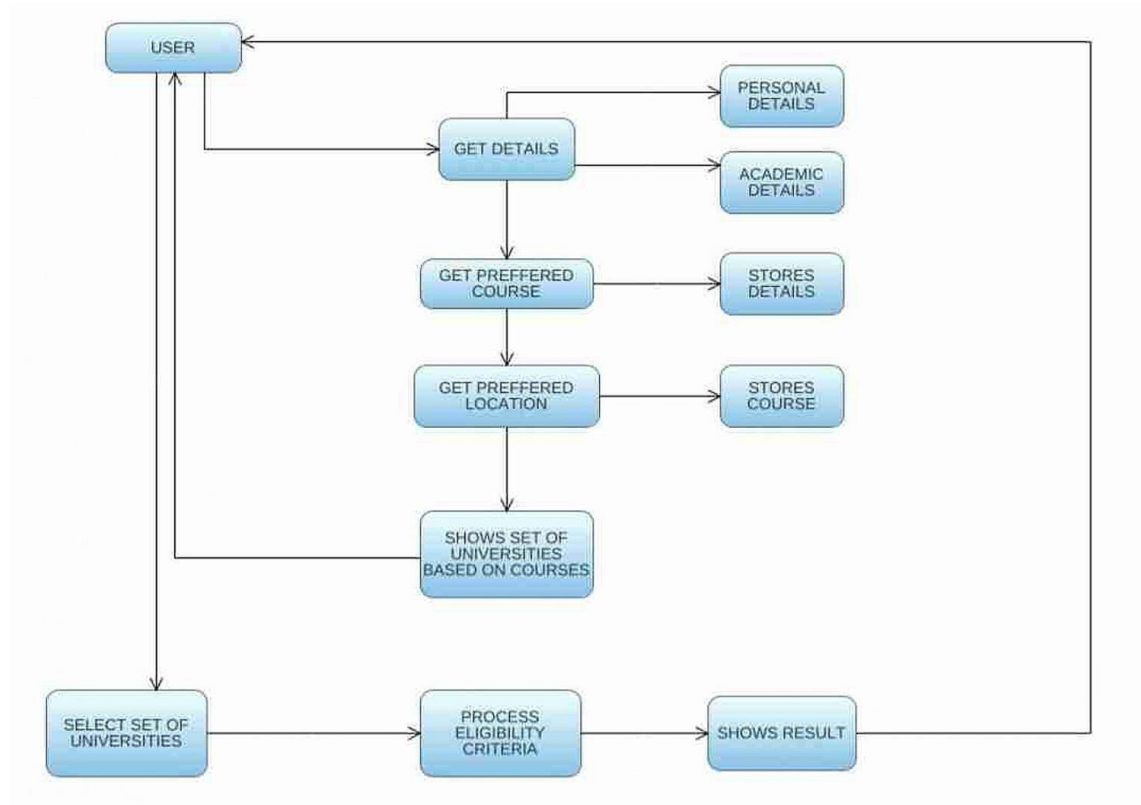 USER
PERSONAL
DETAILS
GET DETAILS
ACADEMIC
DETAILS
GET PREFFERED
COURSE
STORES
DETAILS
GET PREFFERED
LOCATION
STORES
COURSE
SHOWS SET OF
UNIVERSITIES
BASED ON COURSES
SELECT SET OF
UNIVERSITIES
PROCESS
ELIGIBILITY
CRITERIA
SHOWS RESULT